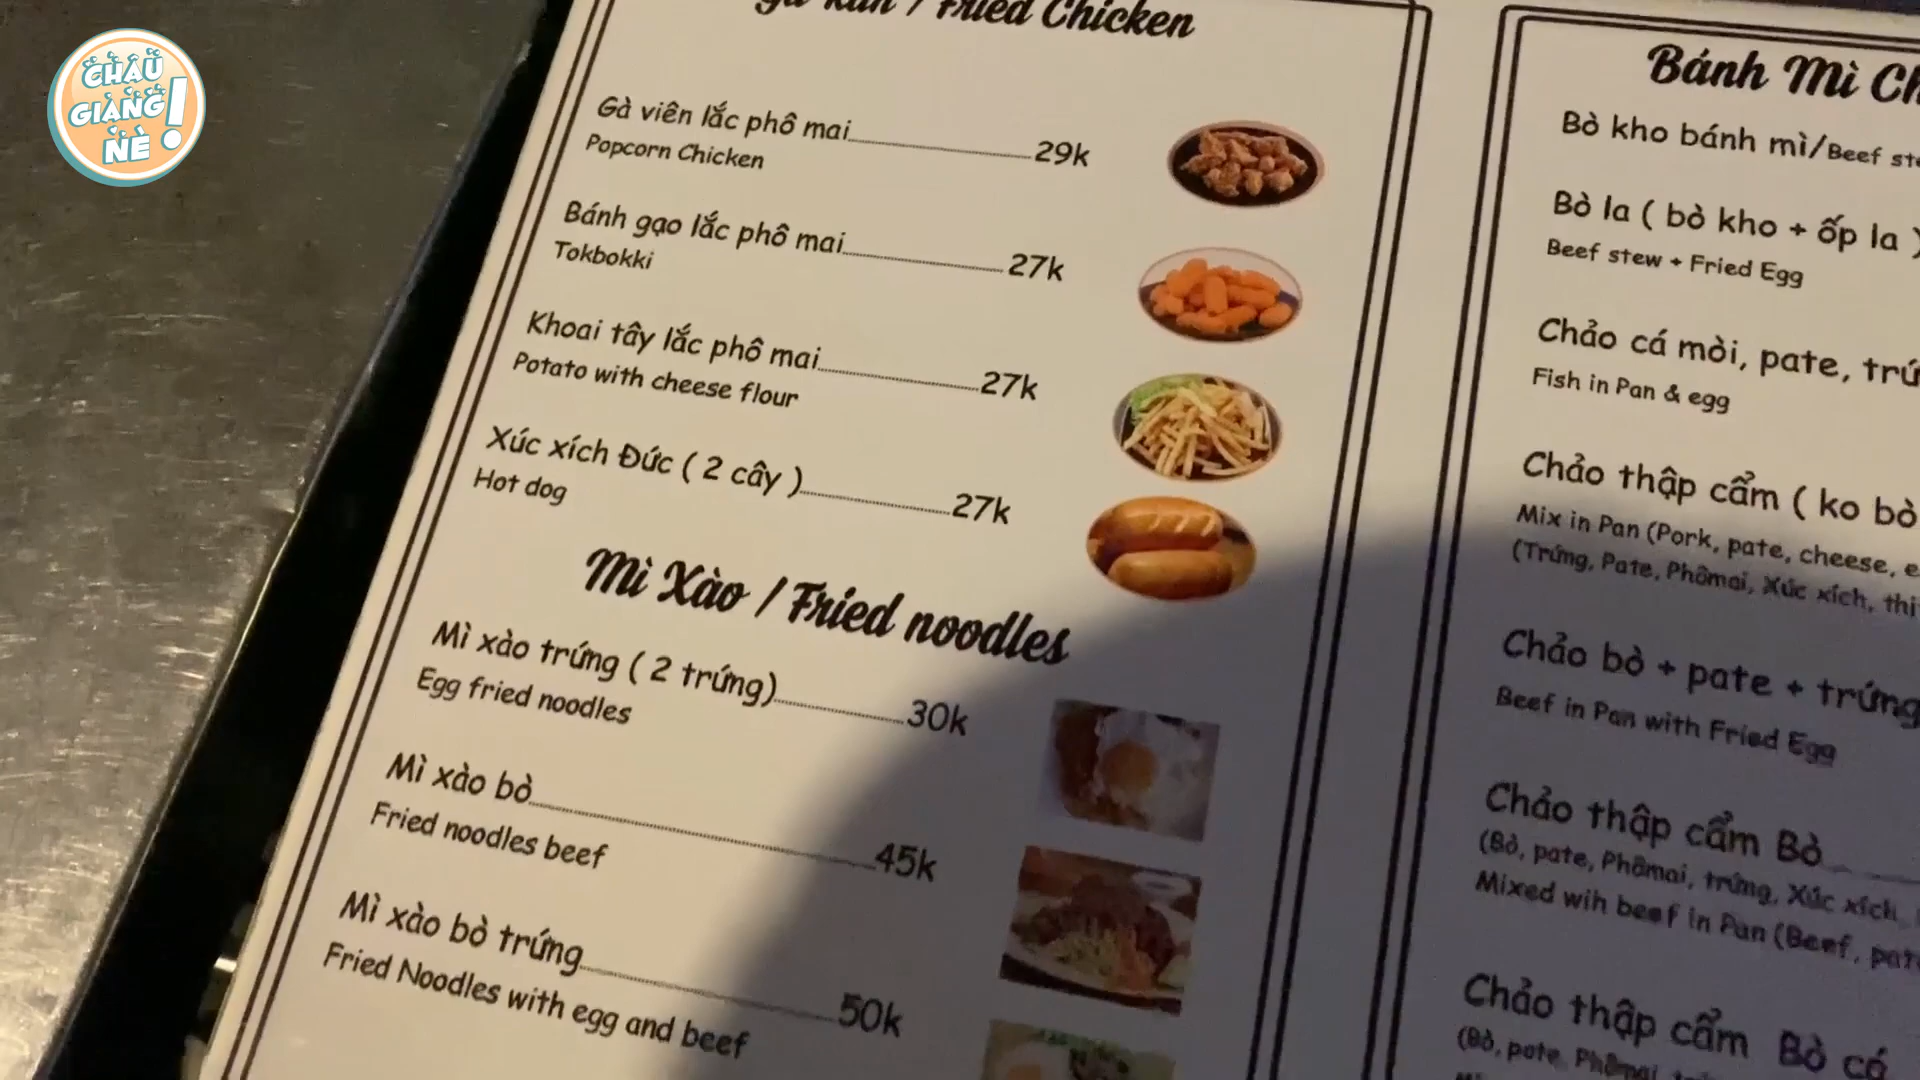 CHÂU
GIANG
NÈ!
/ Fried Chicken
Gà viên lắc phô mai 29k
Popcorn Chicken
Bánh gạo lắc phô mai 27k
Tokbokki
Khoai tây lắc phô mai 27k
Potato with cheese flour
Xúc xích Đức ( 2 cây ) 27k
Hot dog
Mì Xào / Fried noodles
Mì xào trứng ( 2 trứng) 30k
Egg fried noodles
Mì xào bò 45k
Fried noodles beef
Mì xào bò trứng 50k
Fried Noodles with egg and beef
Bánh Mì
Bò kho bánh mì/Beef
Bò la ( bò kho + ốp la )
Beef stew + Fried Egg
Chảo cá mòi, pate,
Fish in Pan & egg
Chảo thập cẩm ( ko bò
Mix in Pan (Pork, pate, cheese,
(Trứng, Pate, Phômai, Xúc xích,
Chảo bò + pate + trứng
Beef in Pan with Fried Egg
Chảo thập cẩm Bò
(Bò, pate, Phômai, trứng, Xúc xích,
Mixed wih beef in Pan (Beef,
Chảo thập cẩm Bò cá
(Bò, pate, Phômai,